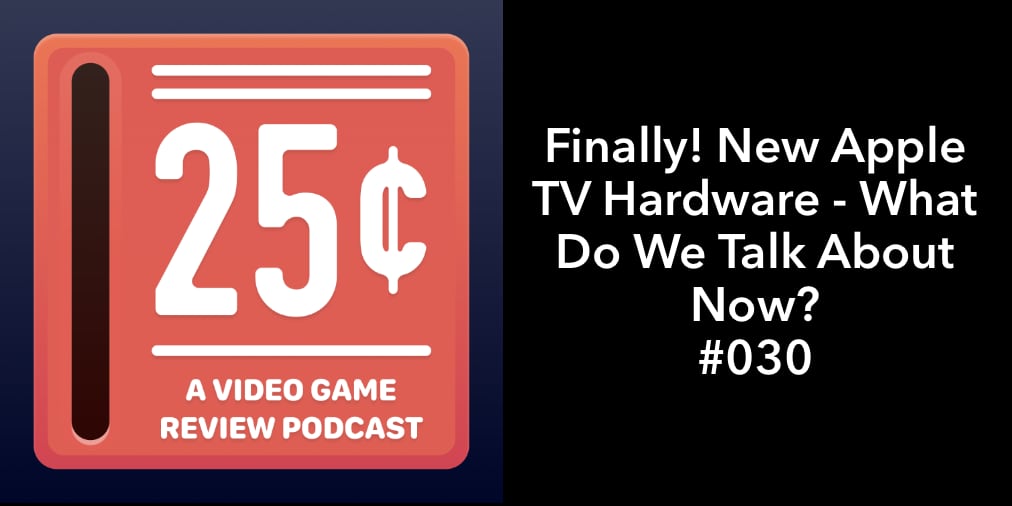 25¢
A VIDEO GAME
REVIEW PODCAST
Finally! New Apple
TV Hardware - What
Do We Talk About
Now?
#030